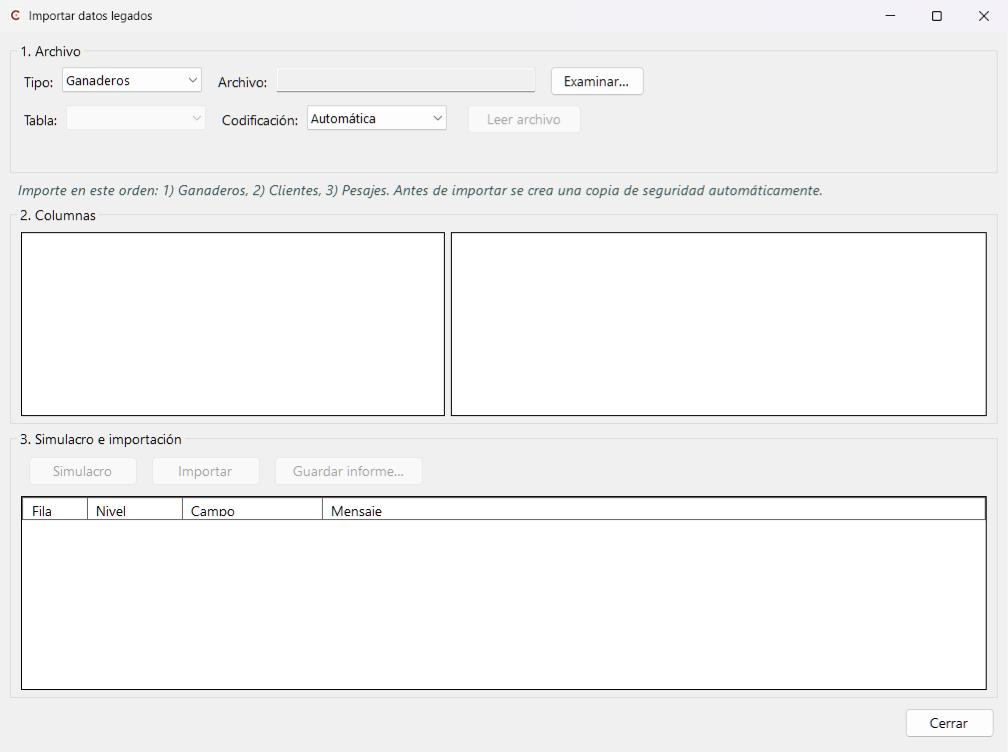 Importar datos legados
1. Archivo
Tipo: Ganaderos Archivo: Examinar...
Tabla: Codificación: Automática Leer archivo
Importe en este orden: 1) Ganaderos, 2) Clientes, 3) Pesajes. Antes de importar se crea una copia de seguridad automáticamente.
2. Columnas
3. Simulacro e importación
Simulacro Importar Guardar informe...
Fila Nivel Campo Mensaje
Cerrar